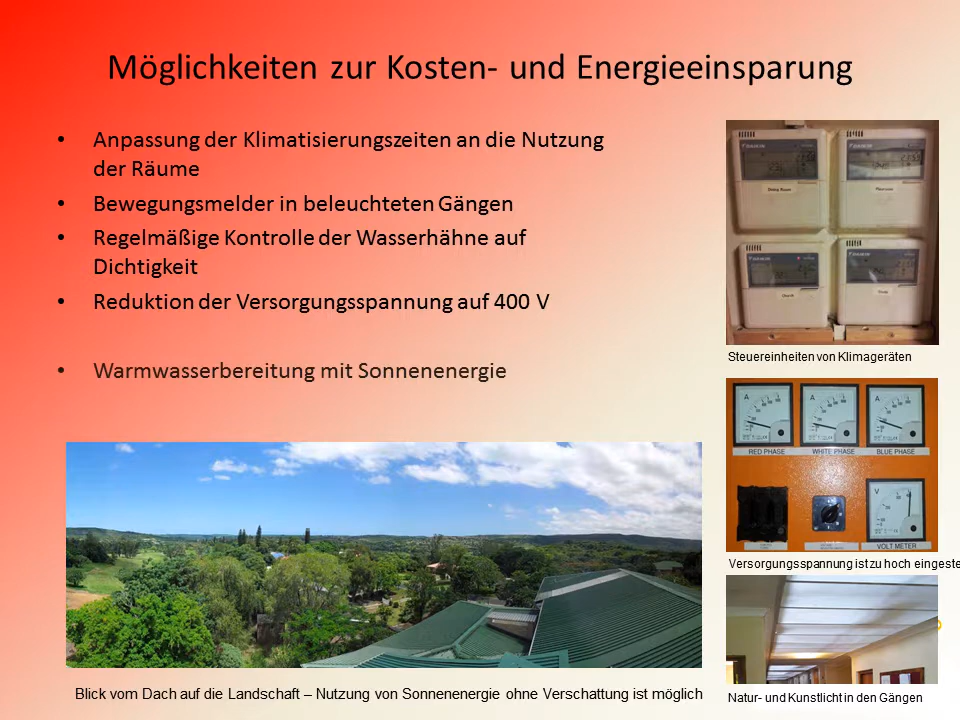 Möglichkeiten zur Kosten- und Energieeinsparung
• Anpassung der Klimatisierungszeiten an die Nutzung
der Räume
• Bewegungsmelder in beleuchteten Gängen
• Regelmäßige Kontrolle der Wasserhähne auf
Dichtigkeit
• Reduktion der Versorgungsspannung auf 400 V
• Warmwasserbereitung mit Sonnenenergie
Steuereinheiten von Klimageräten
A A A
RED PHASE WHITE PHASE BLUE PHASE
V
VOLT METER
Versorgungsspannung ist zu hoch eingeste
Blick vom Dach auf die Landschaft – Nutzung von Sonnenenergie ohne Verschattung ist möglich
Natur- und Kunstlicht in den Gängen